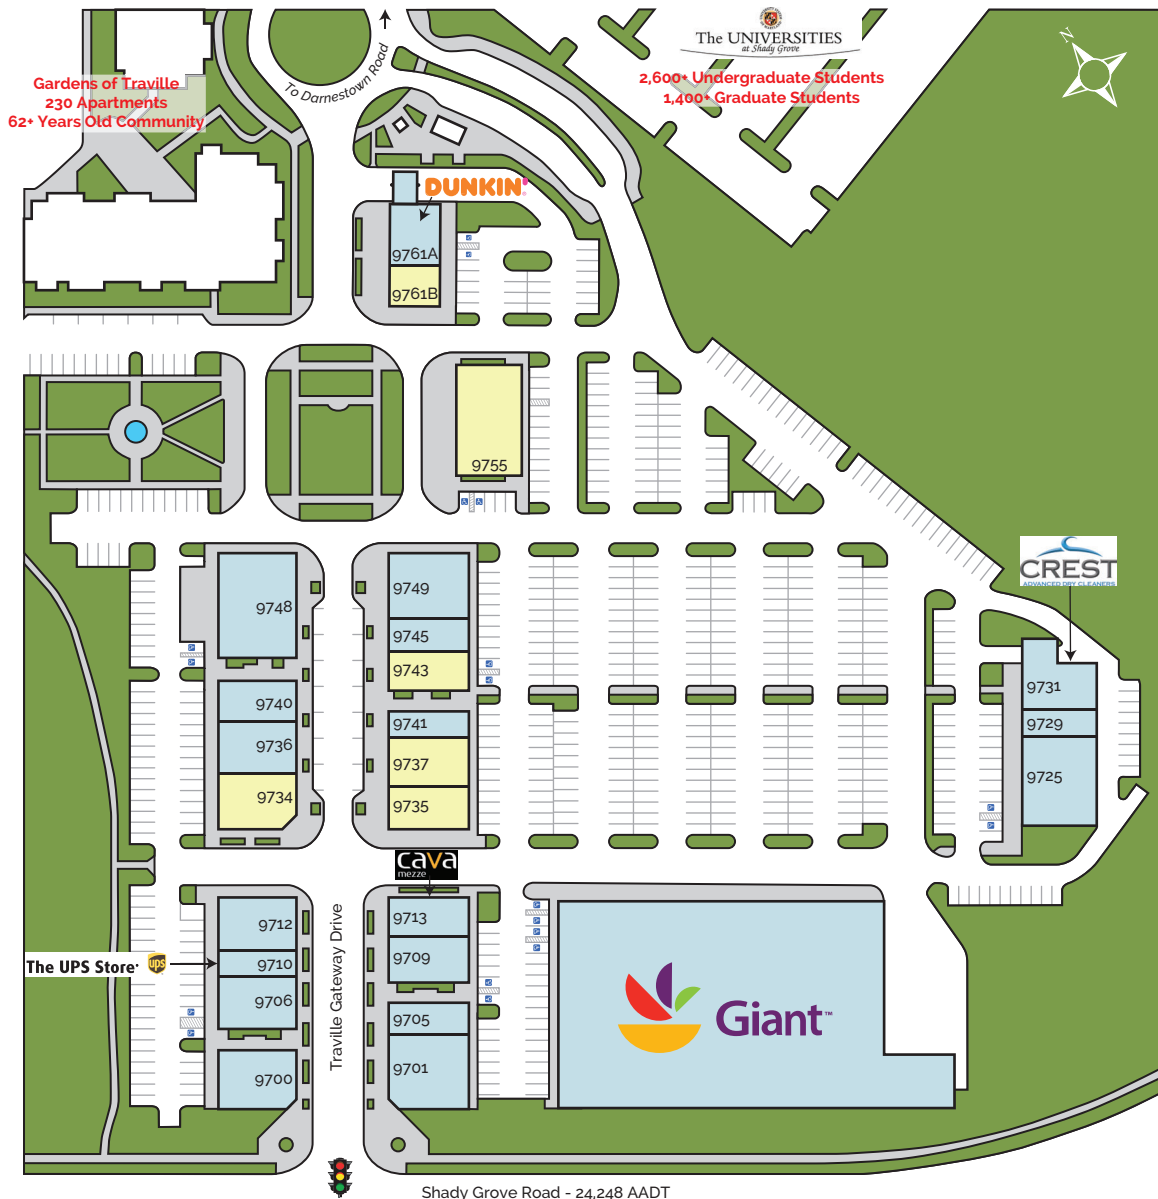 THE UNIVERSITIES
at Shady Grove
2,600+ Undergraduate Students
1,400+ Graduate Students
N
Gardens of Traville
230 Apartments
62+ Years Old Community
To Darnestown Road
DUNKIN'
9761A
9761B
9755
CREST
ADVANCED DRY CLEANERS
9748
9749
9745
9743
9740
9741
9736
9737
9734
9735
9731
9729
9725
cava
mezze
9712
9713
The UPS Store
ups
9710
9709
9706
9705
9700
9701
Traville Gateway Drive
Giant™
Shady Grove Road - 24,248 AADT